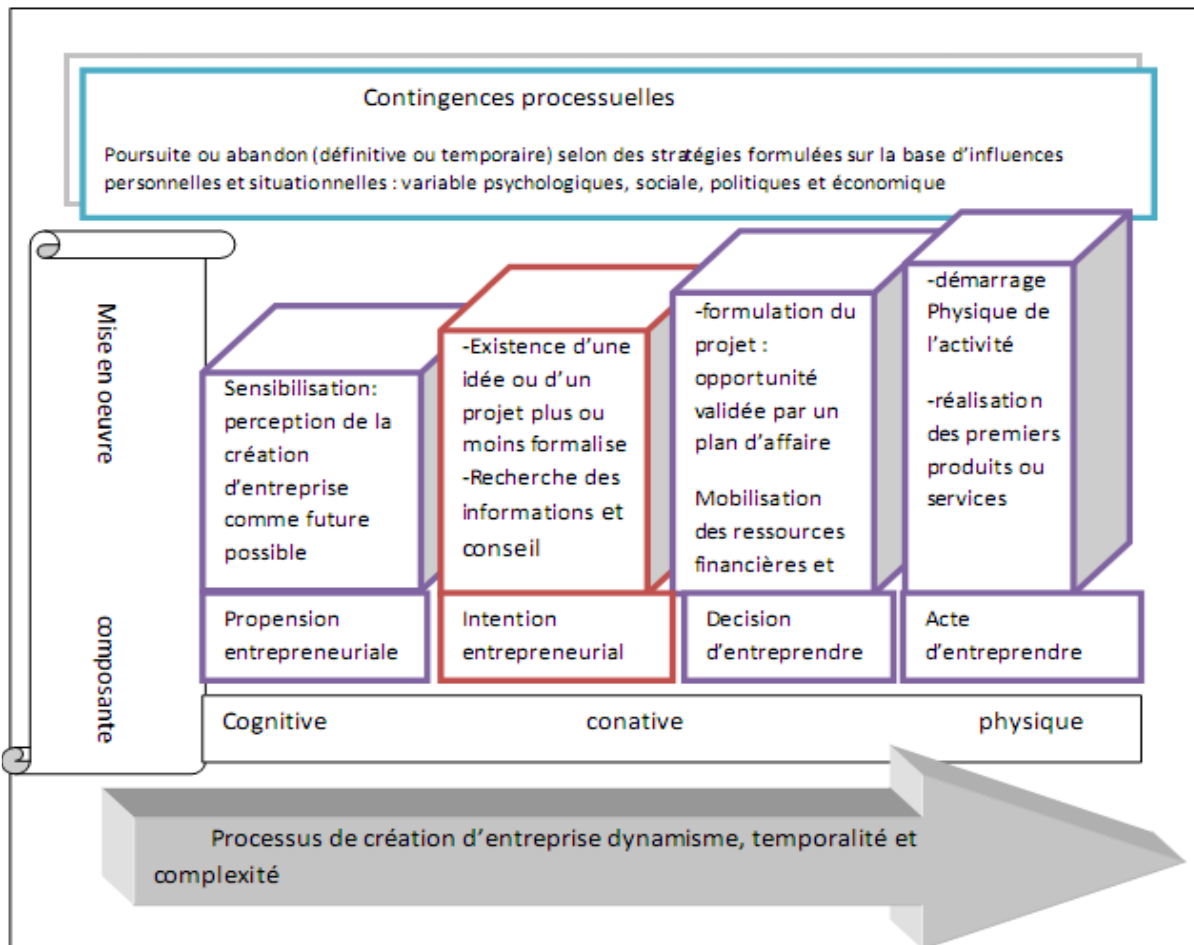 Contingences processuelles
Poursuite ou abandon (définitive ou temporaire) selon des stratégies formulées sur la base d'influences
personnelles et situationnelles : variable psychologiques, sociale, politiques et économique
Mise en oeuvre
Sensibilisation:
perception de la
création
d'entreprise
comme future
possible
-Existence d'une
idée ou d'un
projet plus ou
moins formalise
-Recherche des
informations et
conseil
-formulation du
projet :
opportunité
validée par un
plan d'affaire
Mobilisation
des ressources
financières et
-démarrage
Physique de
l'activité
-réalisation
des premiers
produits ou
services
composante
Propension
entrepreneuriale
Intention
entrepreneurial
Decision
d'entreprendre
Acte
d'entreprendre
Cognitive conative physique
Processus de création d'entreprise dynamisme, temporalité et
complexité